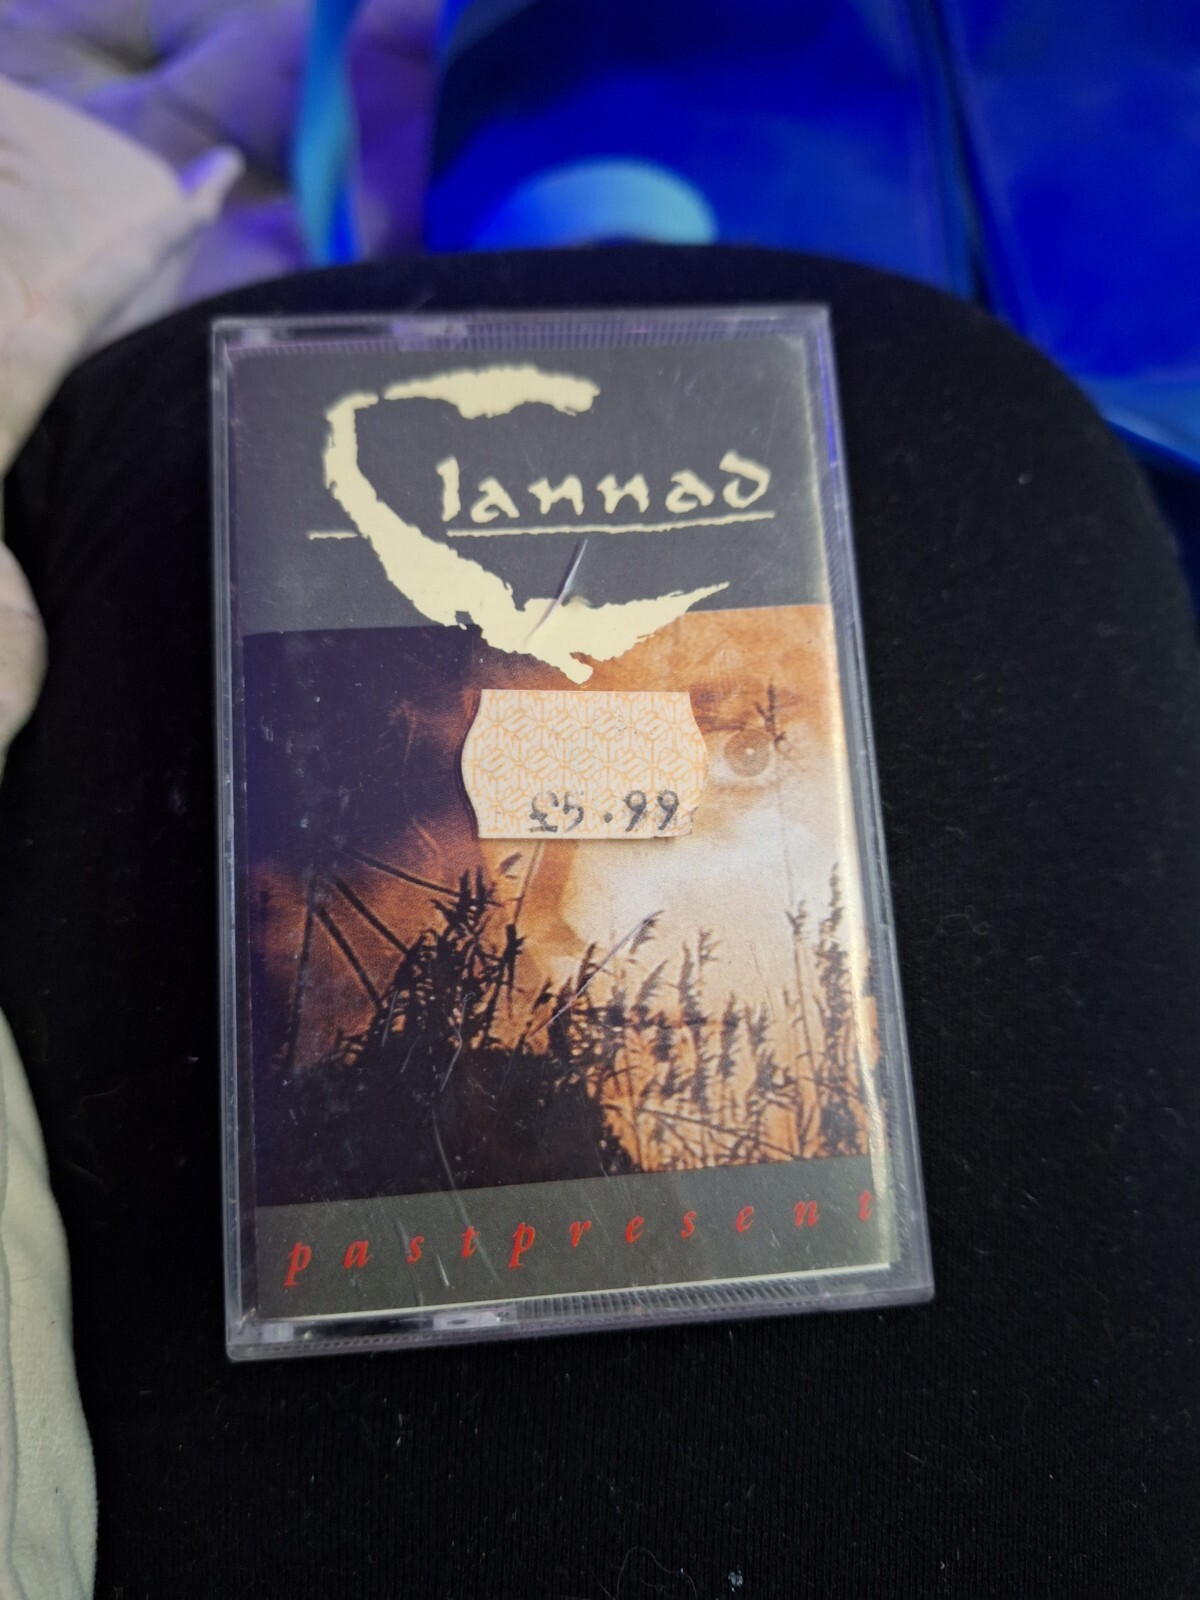 Clannad
£5.99
pastpresent